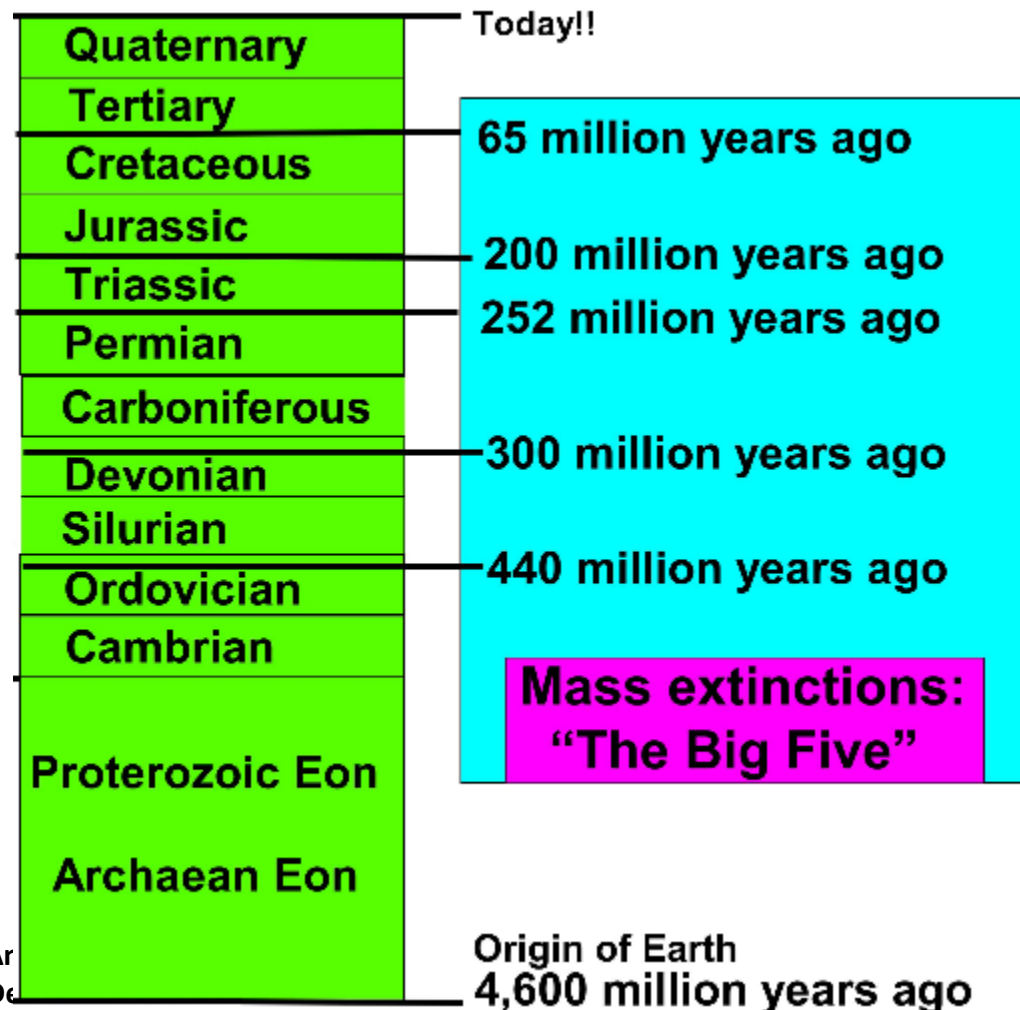 Today!!
Quaternary
Tertiary
65 million years ago
Cretaceous
Jurassic
200 million years ago
Triassic
252 million years ago
Permian
Carboniferous
300 million years ago
Devonian
Silurian
440 million years ago
Ordovician
Cambrian
Mass extinctions:
“The Big Five”
Proterozoic Eon
Archaean Eon
Origin of Earth
4,600 million years ago